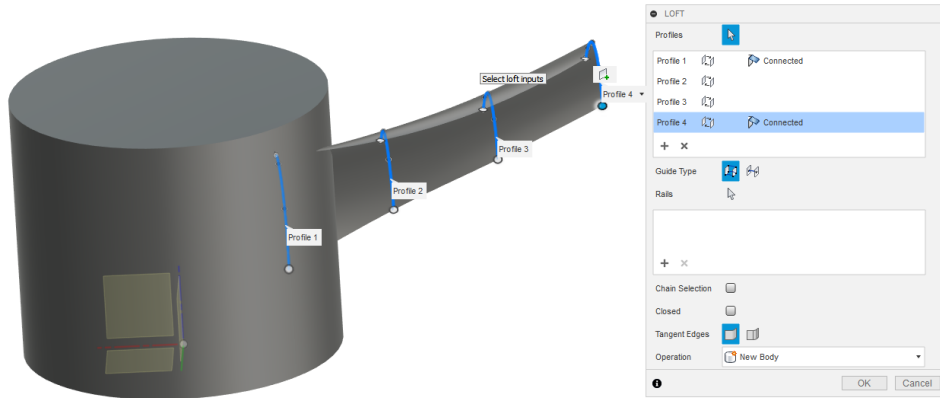 LOFT
Profiles
Profile 1 Connected
Profile 2
Profile 3
Profile 4 Connected
Guide Type
Rails
Chain Selection
Closed
Tangent Edges
Operation New Body
OK Cancel
Select loft inputs
Profile 4
Profile 3
Profile 2
Profile 1